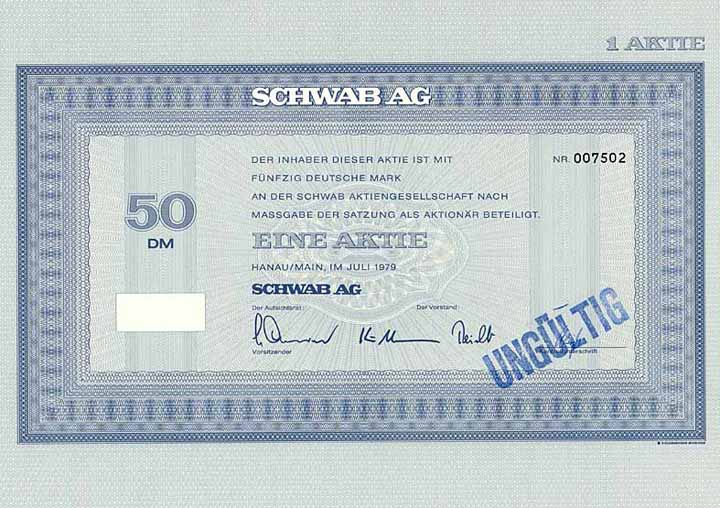 1 AKTIE
SCHWAB AG
DER INHABER DIESER AKTIE IST MIT
NR. 007502
FÜNFZIG DEUTSCHE MARK
AN DER SCHWAB AKTIENGESELLSCHAFT NACH
MASSGABE DER SATZUNG ALS AKTIONÄR BETEILIGT.
50
DM
EINE AKTIE
HANAU/MAIN, IM JULI 1979
SCHWAB AG
Der Aufsichtsrat: Der Vorstand:
Vorsitzender
UNGÜLTIG